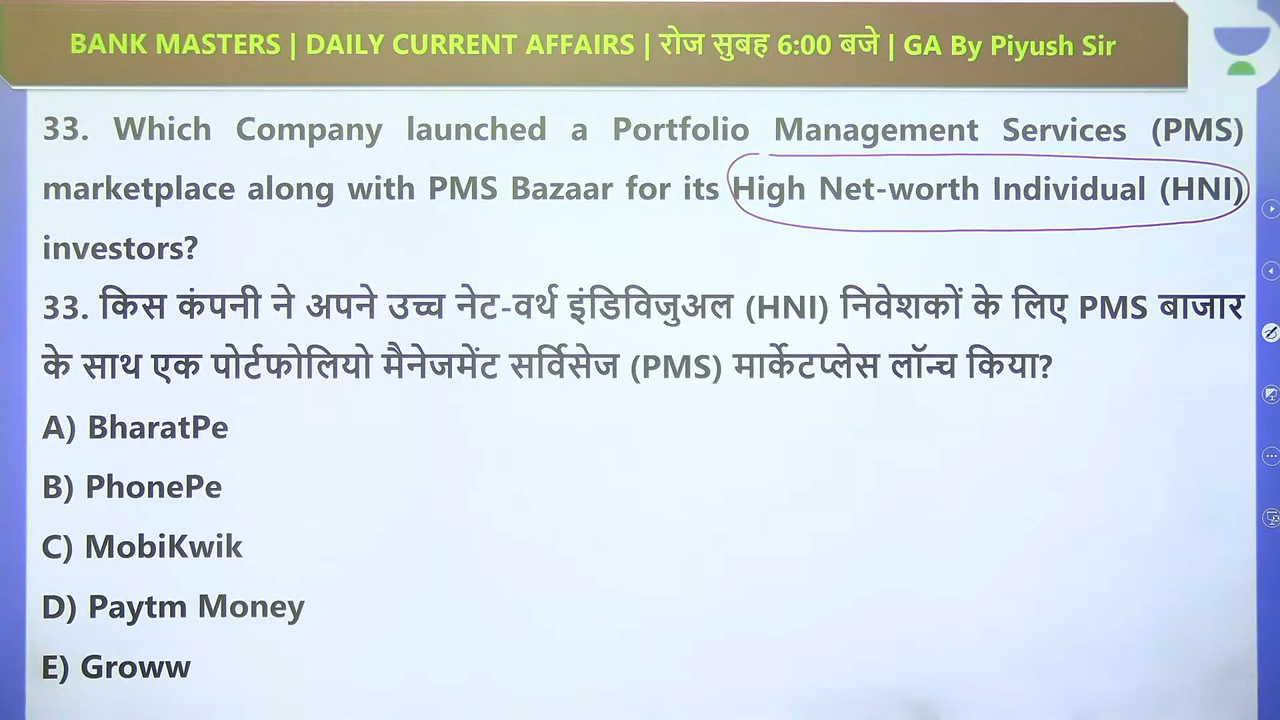 BANK MASTERS | DAILY CURRENT AFFAIRS | रोज सुबह 6:00 बजे | GA By Piyush Sir
33. Which Company launched a Portfolio Management Services (PMS)
marketplace along with PMS Bazaar for its High Net-worth Individual (HNI)
investors?
33. किस कंपनी ने अपने उच्च नेट-वर्थ इंडिविजुअल (HNI) निवेशकों के लिए PMS बाजार
के साथ एक पोर्टफोलियो मैनेजमेंट सर्विसेज (PMS) मार्केटप्लेस लॉन्च किया?
A) BharatPe
B) PhonePe
C) MobiKwik
D) Paytm Money
E) Groww